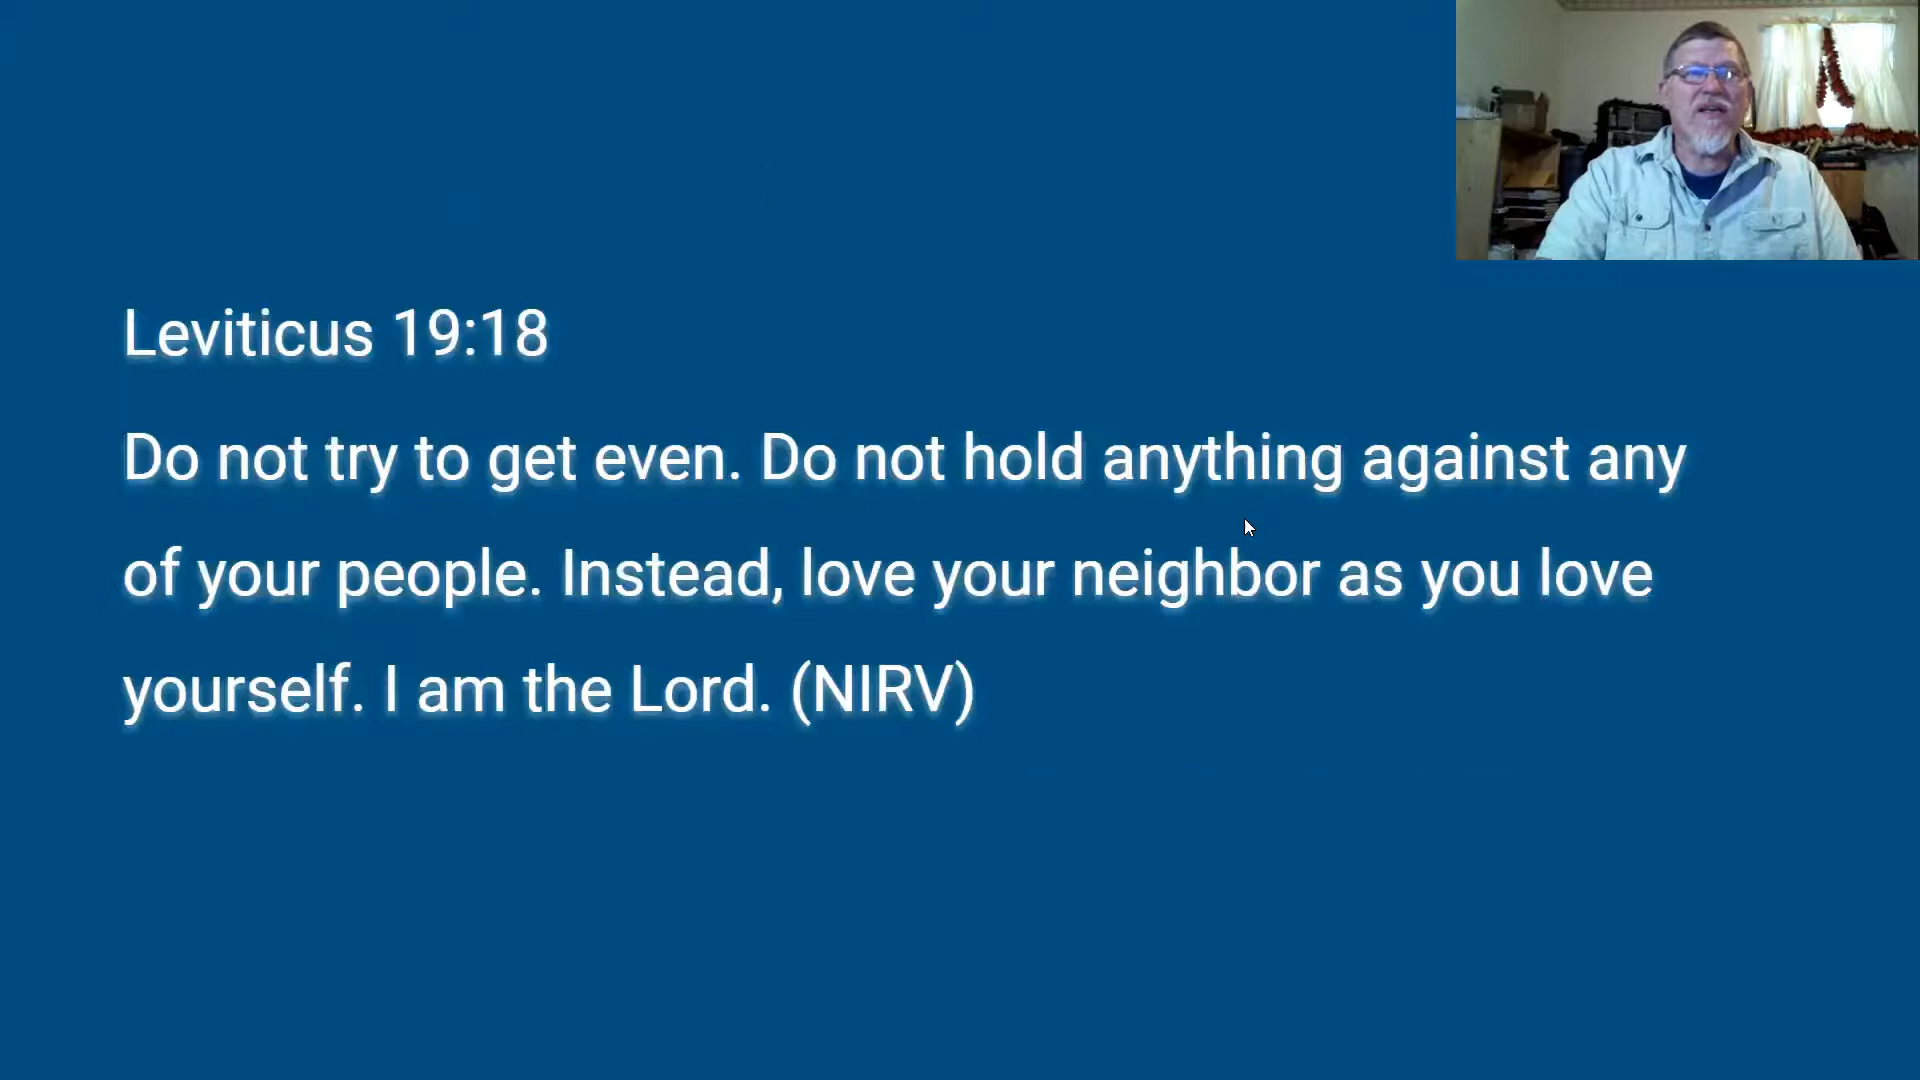 Leviticus 19:18
Do not try to get even. Do not hold anything against any
of your people. Instead, love your neighbor as you love
yourself. I am the Lord. (NIRV)